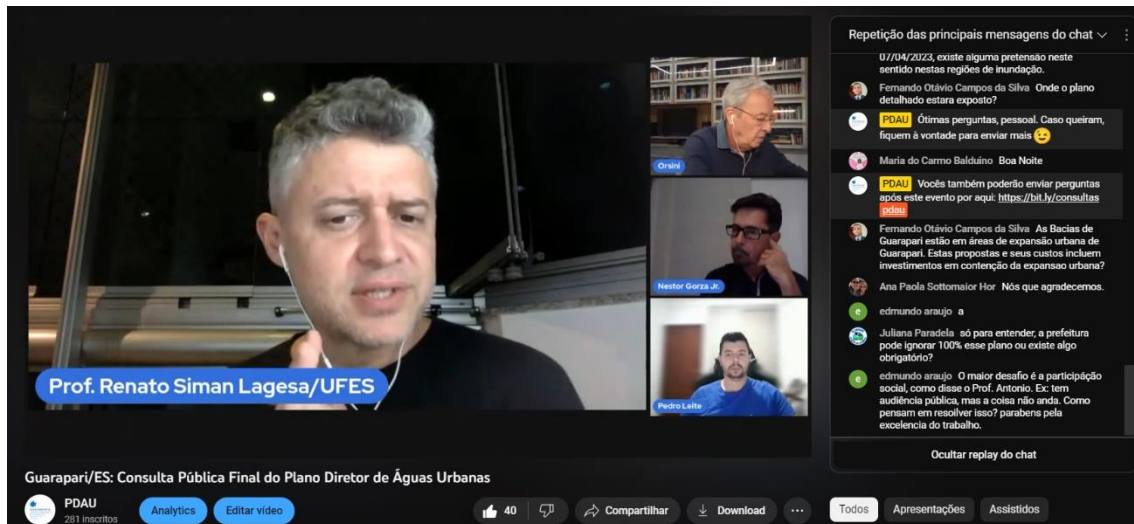 Prof. Renato Siman Lagesa/UFES
Orsini
Nestor Gorza Jr.
Pedro Leite
Guarapari/ES: Consulta Pública Final do Plano Diretor de Águas Urbanas
PDAU
281 inscritos
Analytics
Editar vídeo
40
Compartilhar
Download
Repetição das principais mensagens do chat
07/04/2023, existe alguma pretensão neste
sentido nestas regiões de inundação.
Fernando Otávio Campos da Silva Onde o plano
detalhado estara exposto?
PDAU Ótimas perguntas, pessoal. Caso queiram,
fiquem à vontade para enviar mais
Maria do Carmo Balduino Boa Noite
PDAU Vocês também poderão enviar perguntas
após este evento por aqui: https://bit.ly/consultas
pdau
Fernando Otávio Campos da Silva As Bacias de
Guarapari estão em áreas de expansão urbana de
Guarapari. Estas propostas e seus custos incluem
investimentos em contenção da expansao urbana?
Ana Paola Sottomaior Hor Nós que agradecemos.
e
edmundo araujo a
Juliana Paradela só para entender, a prefeitura
pode ignorar 100% esse plano ou existe algo
obrigatório?
e
edmundo araujo O maior desafio é a participáção
social, como disse o Prof. Antonio. Ex: tem
audiência pública, mas a coisa não anda. Como
pensam em resoilver isso? parabens pela
excelencia do trabalho.
Ocultar replay do chat
Todos
Apresentações
Assistidos